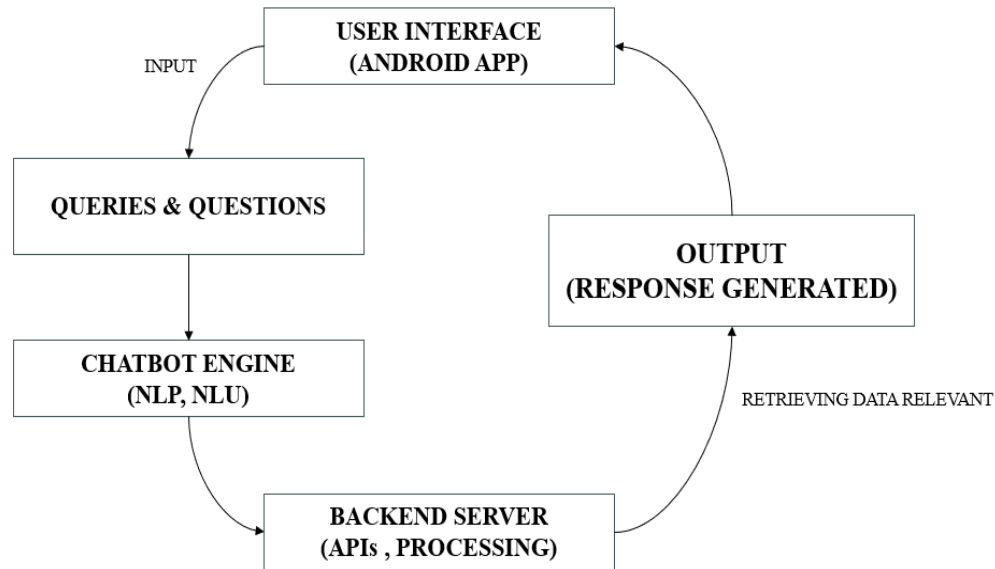 USER INTERFACE
(ANDROID APP)
INPUT
QUERIES & QUESTIONS
CHATBOT ENGINE
(NLP, NLU)
BACKEND SERVER
(APIs , PROCESSING)
RETRIEVING DATA RELEVANT
OUTPUT
(RESPONSE GENERATED)